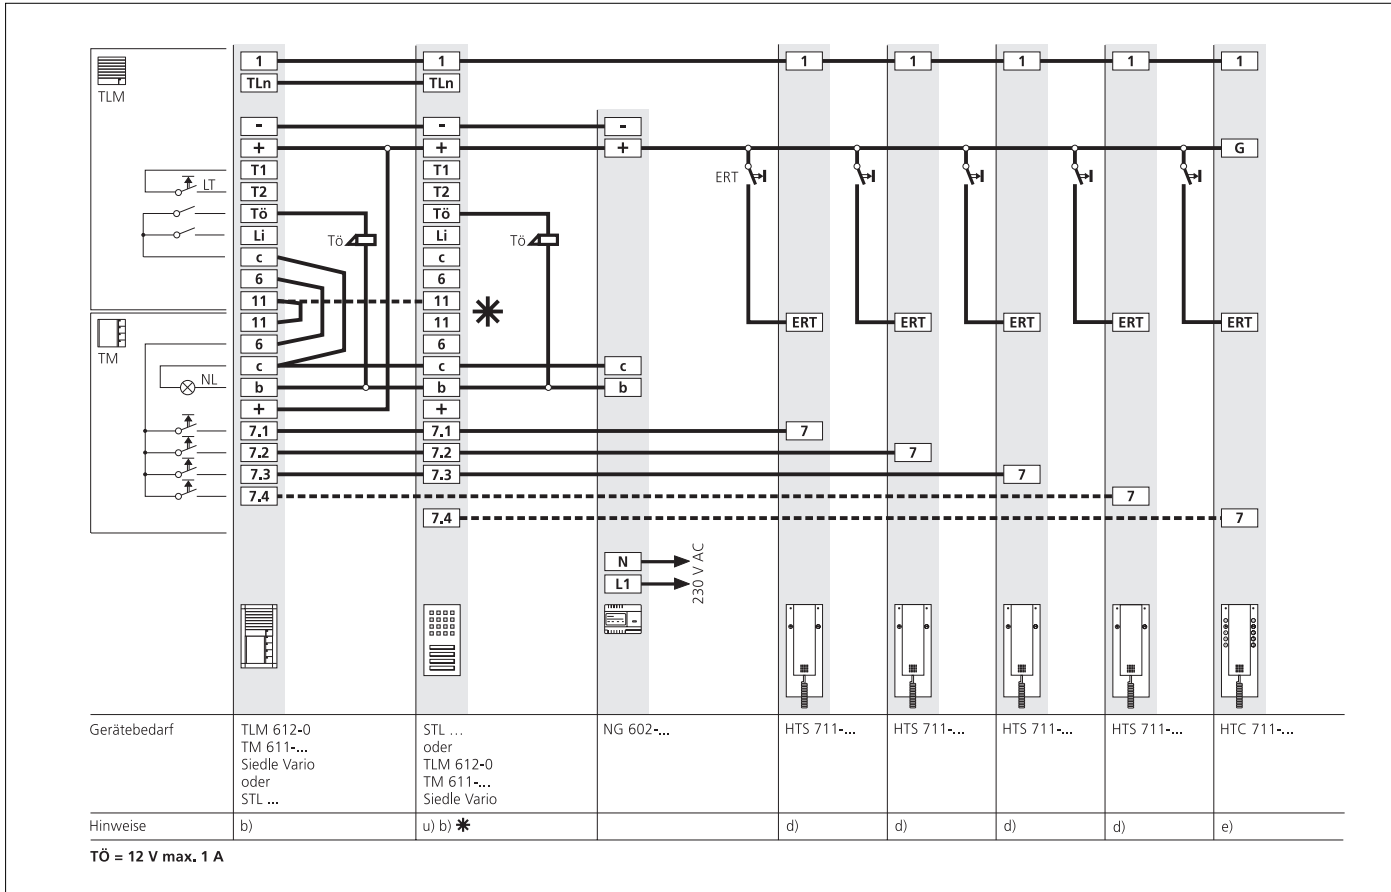 1 1 1 1 1 1 1
TLM
TLn TLn
- - -
+ + + G
T1 T1
ERT
LT
T2 T2
Tö Tö
Li Tö Li Tö
c c
6 6
11 11
11 11 ERT ERT ERT ERT ERT
TM
6 6
c c c
NL
b b b
+ +
7.1 7.1 7
7.2 7.2 7
7.3 7.3 7
7.4 7
7.4 7
N
L1
230 V AC
Gerätebedarf
TLM 612-0
TM 611-...
Siedle Vario
oder
STL ...
STL ...
oder
TLM 612-0
TM 611-...
Siedle Vario
NG 602-...
HTS 711-...
HTS 711-...
HTS 711-...
HTS 711-...
HTC 711-...
Hinweise b) u) b) ✱ d) d) d) d) e)
TÖ = 12 V max. 1 A